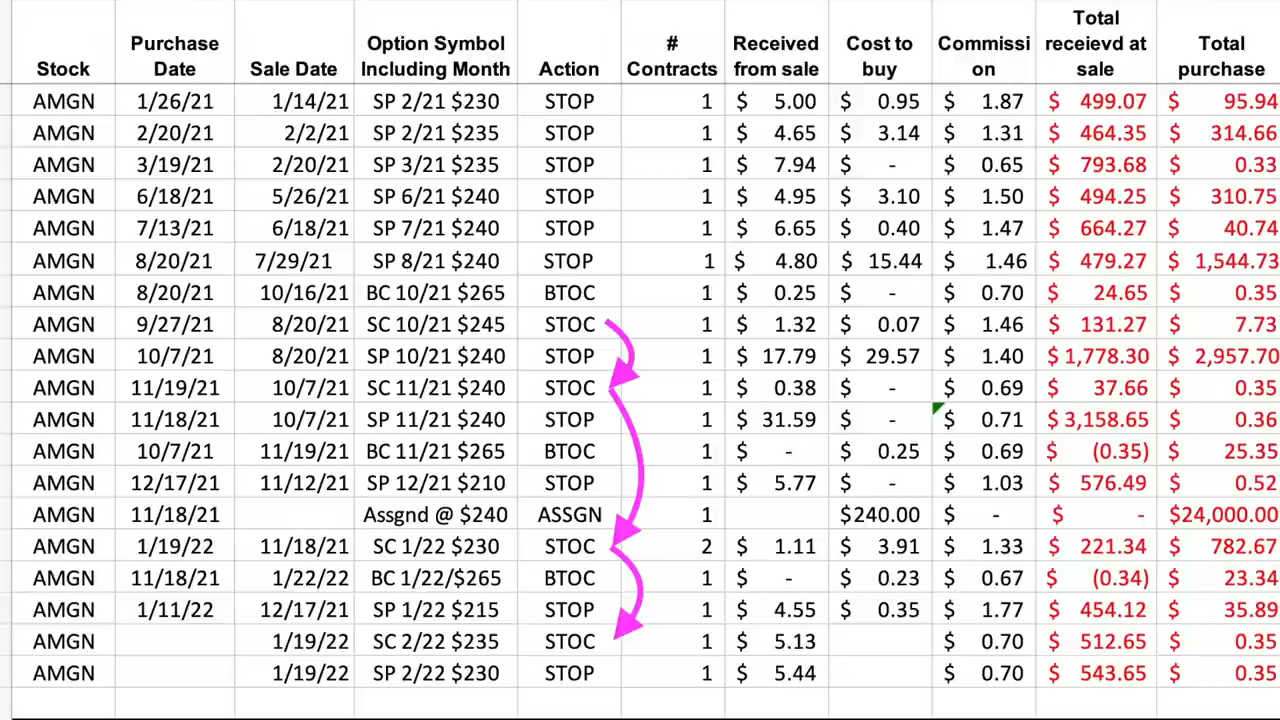 Stock Purchase Date Sale Date Option Symbol Including Month Action # Contracts Received from sale Cost to buy Commissi on Total receievd at sale Total purchase
AMGN 1/26/21 1/14/21 SP 2/21 $230 STOP 1 $ 5.00 $ 0.95 $ 1.87 $ 499.07 $ 95.94
AMGN 2/20/21 2/2/21 SP 2/21 $235 STOP 1 $ 4.65 $ 3.14 $ 1.31 $ 464.35 $ 314.66
AMGN 3/19/21 2/20/21 SP 3/21 $235 STOP 1 $ 7.94 $ - $ 0.65 $ 793.68 $ 0.33
AMGN 6/18/21 5/26/21 SP 6/21 $240 STOP 1 $ 4.95 $ 3.10 $ 1.50 $ 494.25 $ 310.75
AMGN 7/13/21 6/18/21 SP 7/21 $240 STOP 1 $ 6.65 $ 0.40 $ 1.47 $ 664.27 $ 40.74
AMGN 8/20/21 7/29/21 SP 8/21 $240 STOP 1 $ 4.80 $ 15.44 $ 1.46 $ 479.27 $ 1,544.73
AMGN 8/20/21 10/16/21 BC 10/21 $265 BTOC 1 $ 0.25 $ - $ 0.70 $ 24.65 $ 0.35
AMGN 9/27/21 8/20/21 SC 10/21 $245 STOC 1 $ 1.32 $ 0.07 $ 1.46 $ 131.27 $ 7.73
AMGN 10/7/21 8/20/21 SP 10/21 $240 STOP 1 $ 17.79 $ 29.57 $ 1.40 $ 1,778.30 $ 2,957.70
AMGN 11/19/21 10/7/21 SC 11/21 $240 STOC 1 $ 0.38 $ - $ 0.69 $ 37.66 $ 0.35
AMGN 11/18/21 10/7/21 SP 11/21 $240 STOP 1 $ 31.59 $ - $ 0.71 $ 3,158.65 $ 0.36
AMGN 10/7/21 11/19/21 BC 11/21 $265 BTOC 1 $ - $ 0.25 $ 0.69 $ (0.35) $ 25.35
AMGN 12/17/21 11/12/21 SP 12/21 $210 STOP 1 $ 5.77 $ - $ 1.03 $ 576.49 $ 0.52
AMGN 11/18/21 Assgnd @ $240 ASSGN 1 $240.00 $ - $ - $24,000.00
AMGN 1/19/22 11/18/21 SC 1/22 $230 STOC 2 $ 1.11 $ 3.91 $ 1.33 $ 221.34 $ 782.67
AMGN 11/18/21 1/22/22 BC 1/22/$265 BTOC 1 $ - $ 0.23 $ 0.67 $ (0.34) $ 23.34
AMGN 1/11/22 12/17/21 SP 1/22 $215 STOP 1 $ 4.55 $ 0.35 $ 1.77 $ 454.12 $ 35.89
AMGN 1/19/22 SC 2/22 $235 STOC 1 $ 5.13 $ 0.70 $ 512.65 $ 0.35
AMGN 1/19/22 SP 2/22 $230 STOP 1 $ 5.44 $ 0.70 $ 543.65 $ 0.35